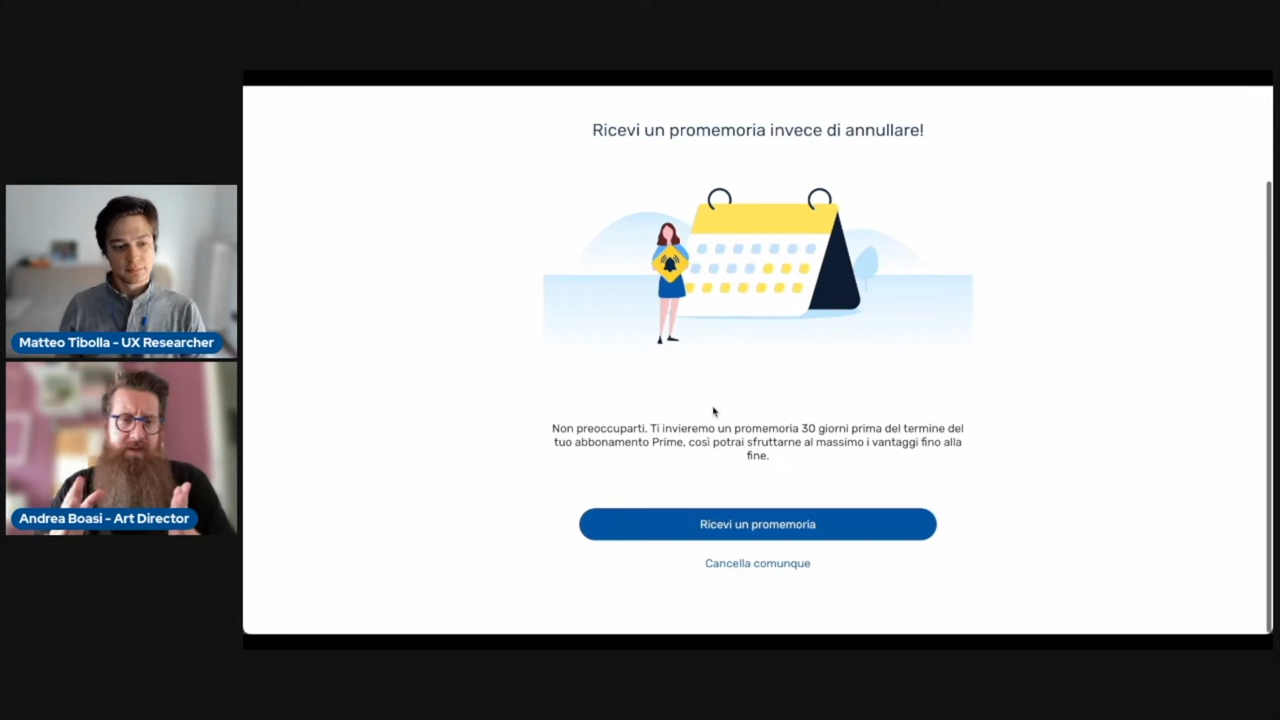 Ricevi un promemoria invece di annullare!
Matteo Tibolla - UX Researcher
Andrea Boasi - Art Director
Non preoccuparti. Ti invieremo un promemoria 30 giorni prima del termine del
tuo abbonamento Prime, così potrai sfruttarne al massimo i vantaggi fino alla
fine.
Ricevi un promemoria
Cancella comunque